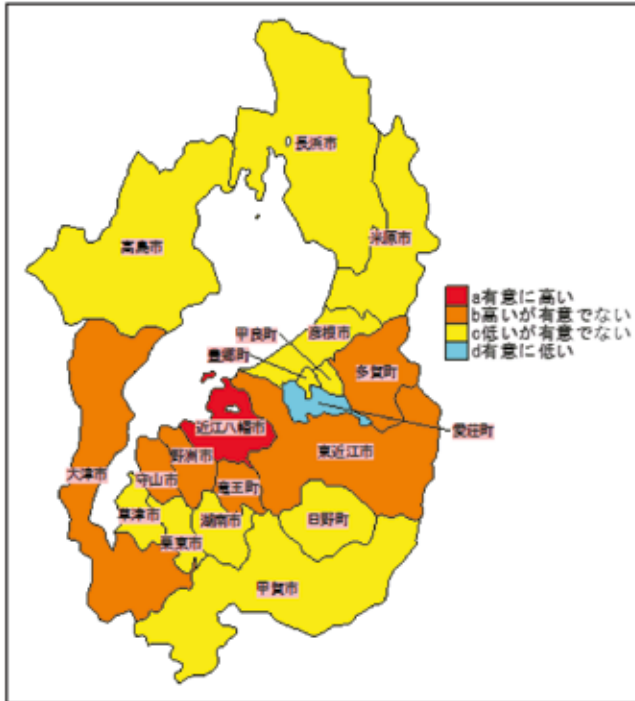 長浜市
米原市
高島市
a有意に高い
b高いが有意でない
c低いが有意でない
d有意に低い
甲良町
彦根市
豊郷町
多賀町
近江八幡市
愛荘町
東近江市
野洲市
大津市
守山市
竜王町
草津市
湖南市
日野町
栗東市
甲賀市